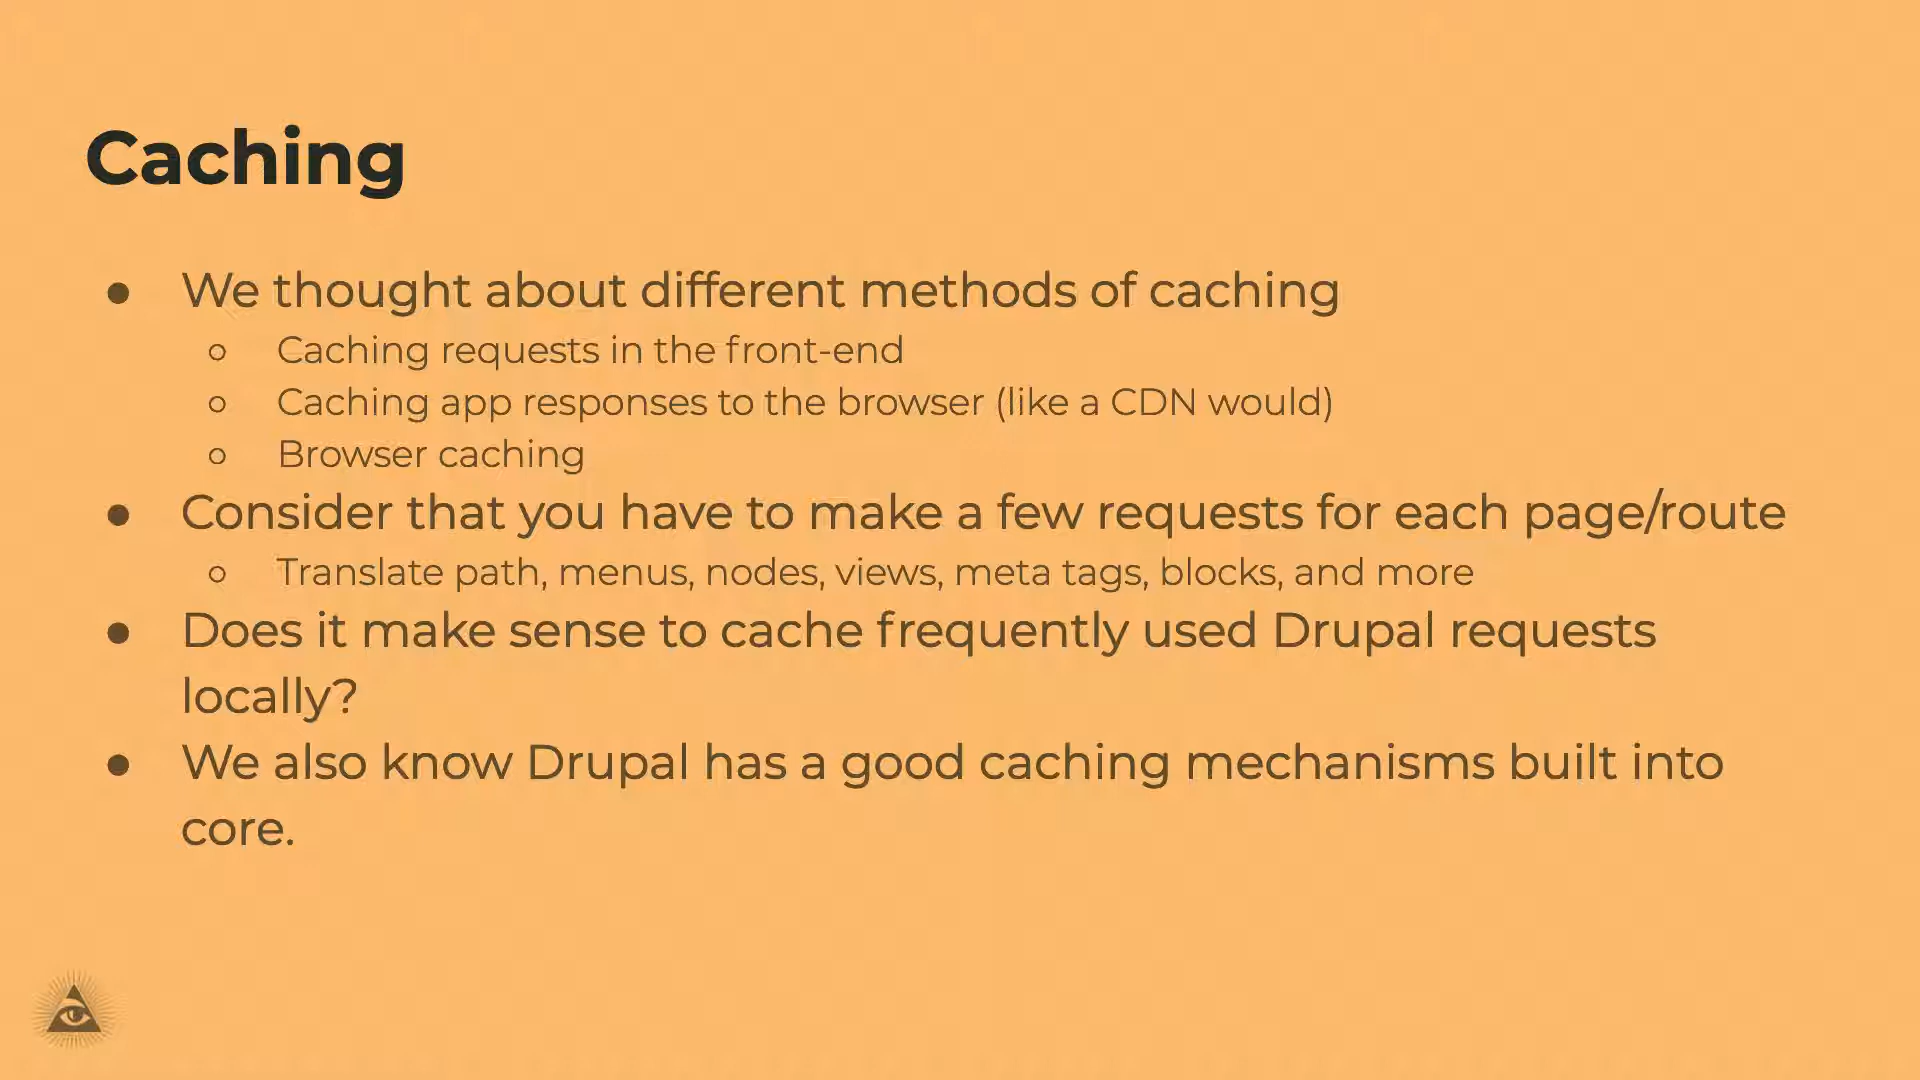 Caching
● We thought about different methods of caching
○ Caching requests in the front-end
○ Caching app responses to the browser (like a CDN would)
○ Browser caching
● Consider that you have to make a few requests for each page/route
○ Translate path, menus, nodes, views, meta tags, blocks, and more
● Does it make sense to cache frequently used Drupal requests
locally?
● We also know Drupal has a good caching mechanisms built into
core.